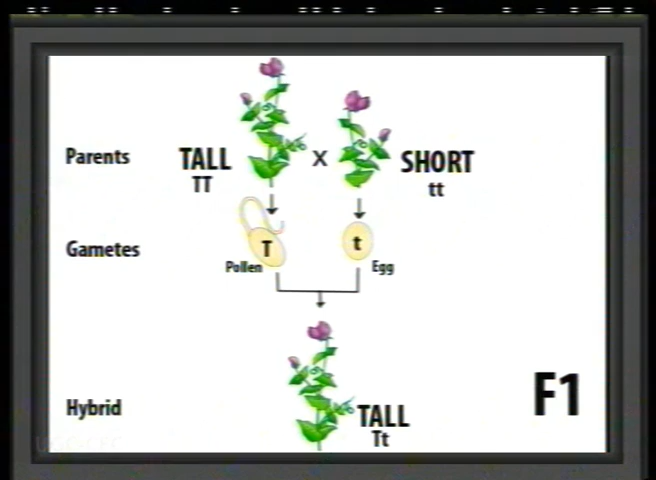 Parents
TALL
TT
X
SHORT
tt
Gametes
T
Pollen
t
Egg
Hybrid
TALL
Tt
F1